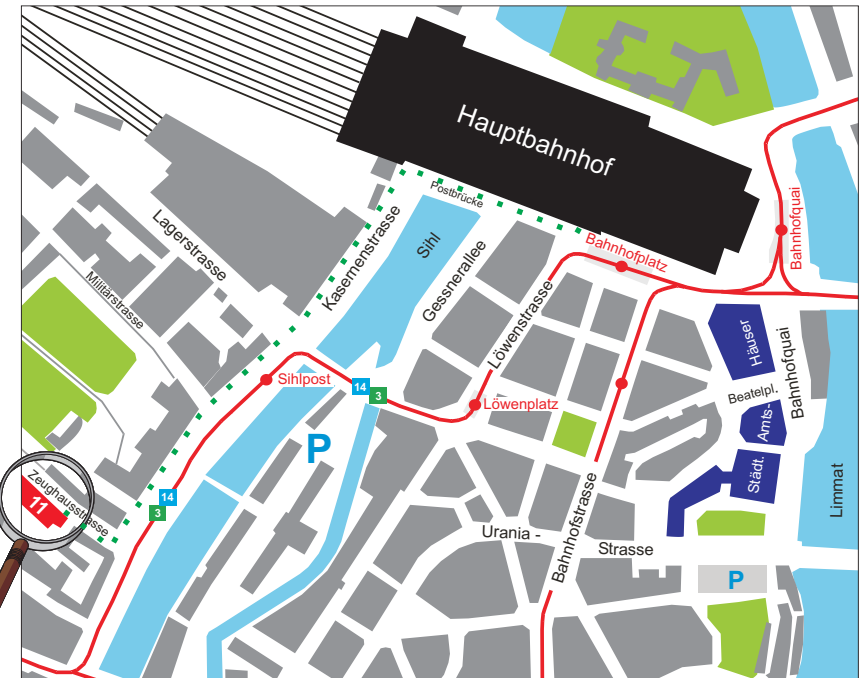 Hauptbahnhof
Postbrücke
Lagerstrasse
Kasernenstrasse
Sihl
Gessnerallee
Bahnhofplatz
Bahnhofquai
Militärstrasse
Löwenstrasse
Häuser
Bahnhofquai
Sihlpost
14
3
Löwenplatz
Beatelpl.
Amts-
P
Städt.
Zeughausstrasse
11
14
3
Limmat
Urania -
Strasse
Bahnhofstrasse
P